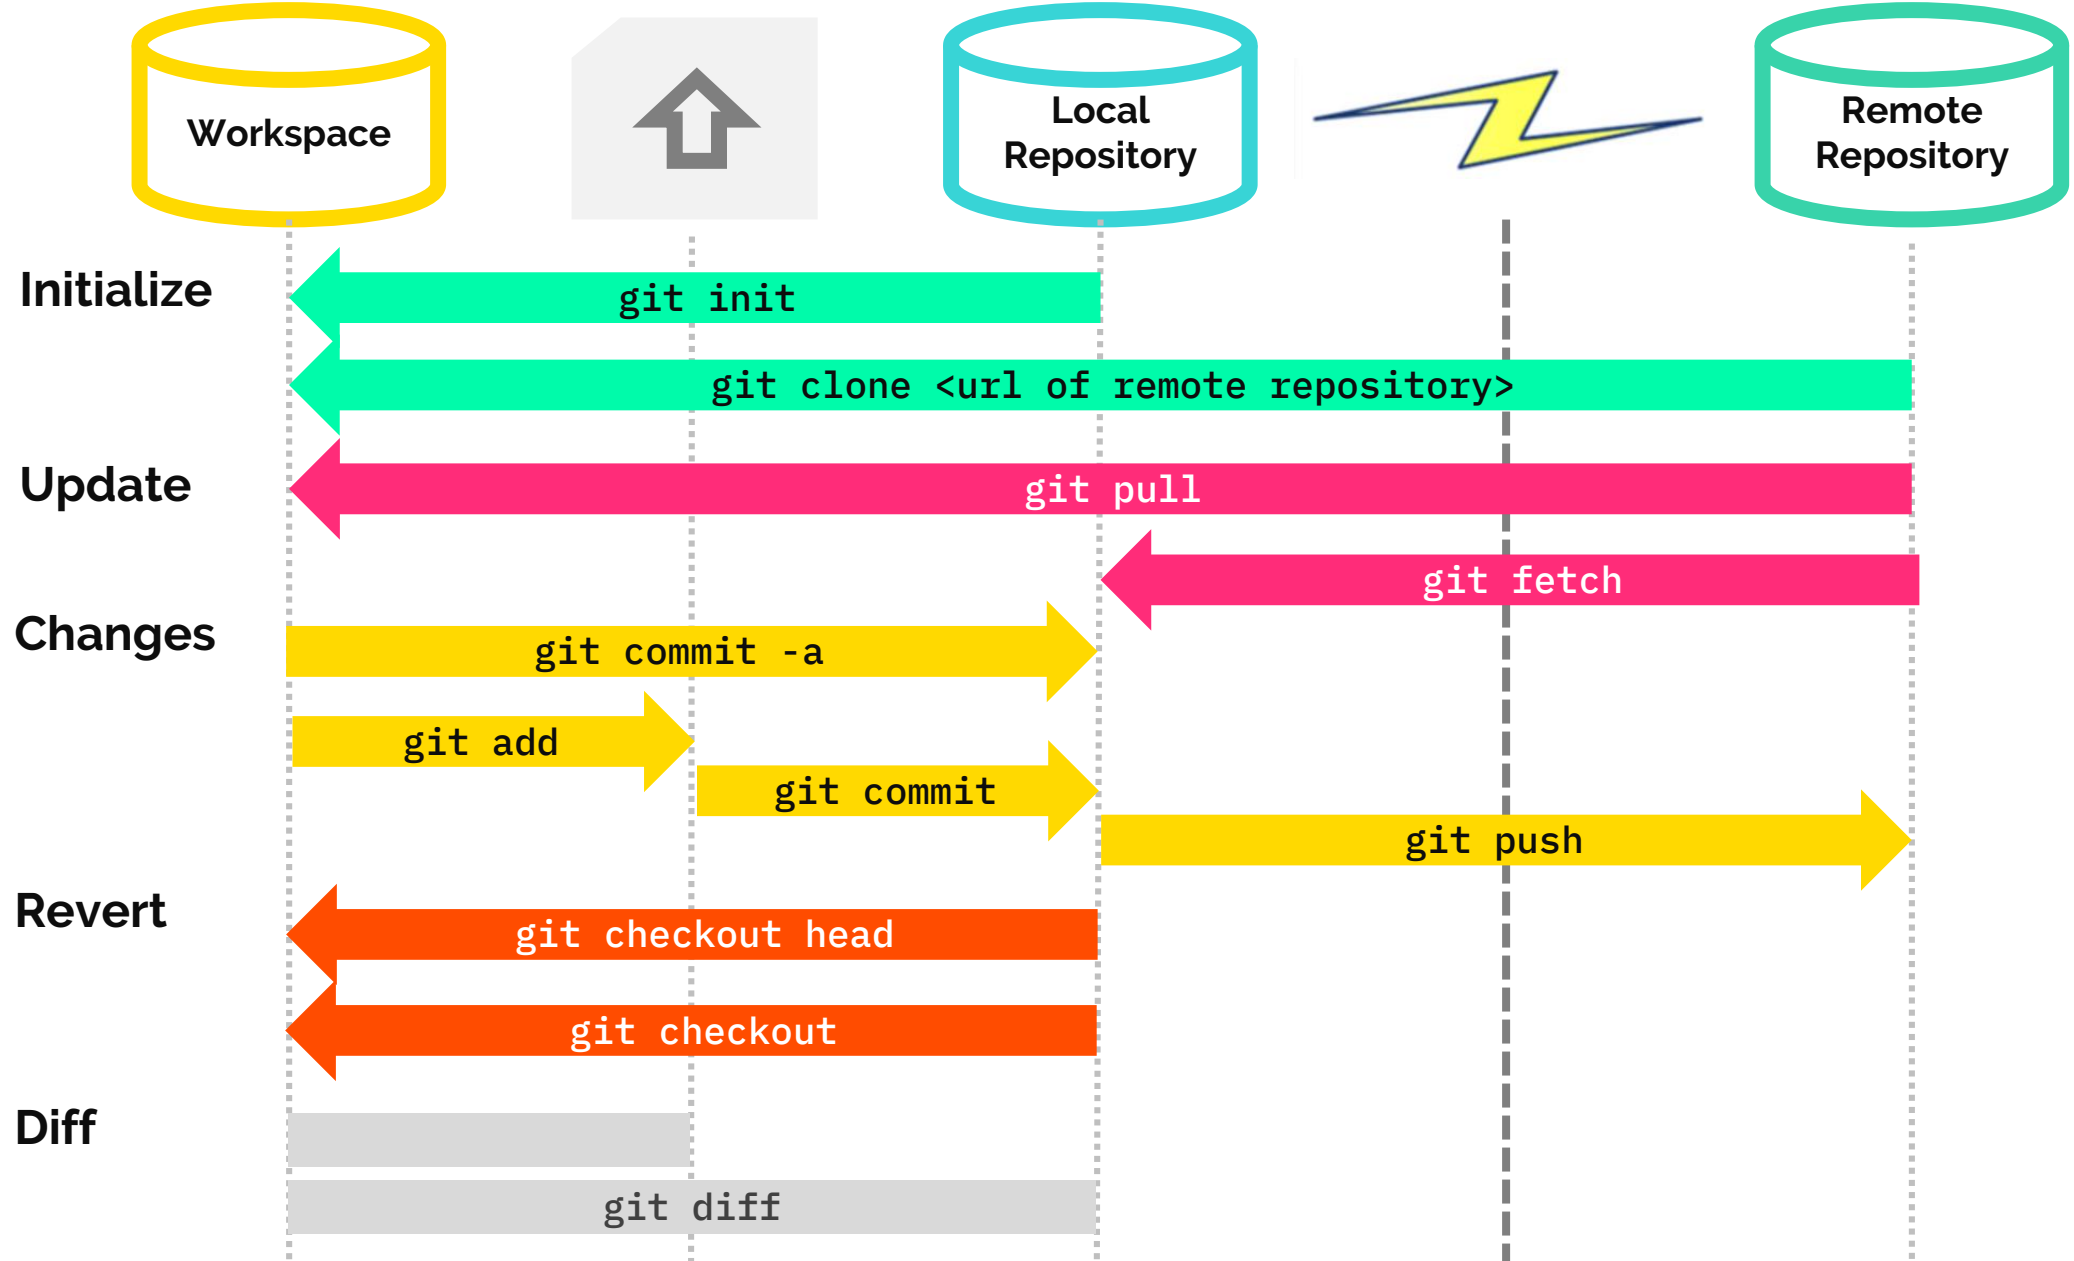 Workspace
Local
Repository
Remote
Repository
Initialize
git init
git clone <url of remote repository>
Update
git pull
git fetch
Changes
git commit -a
git add
git commit
git push
Revert
git checkout head
git checkout
Diff
git diff